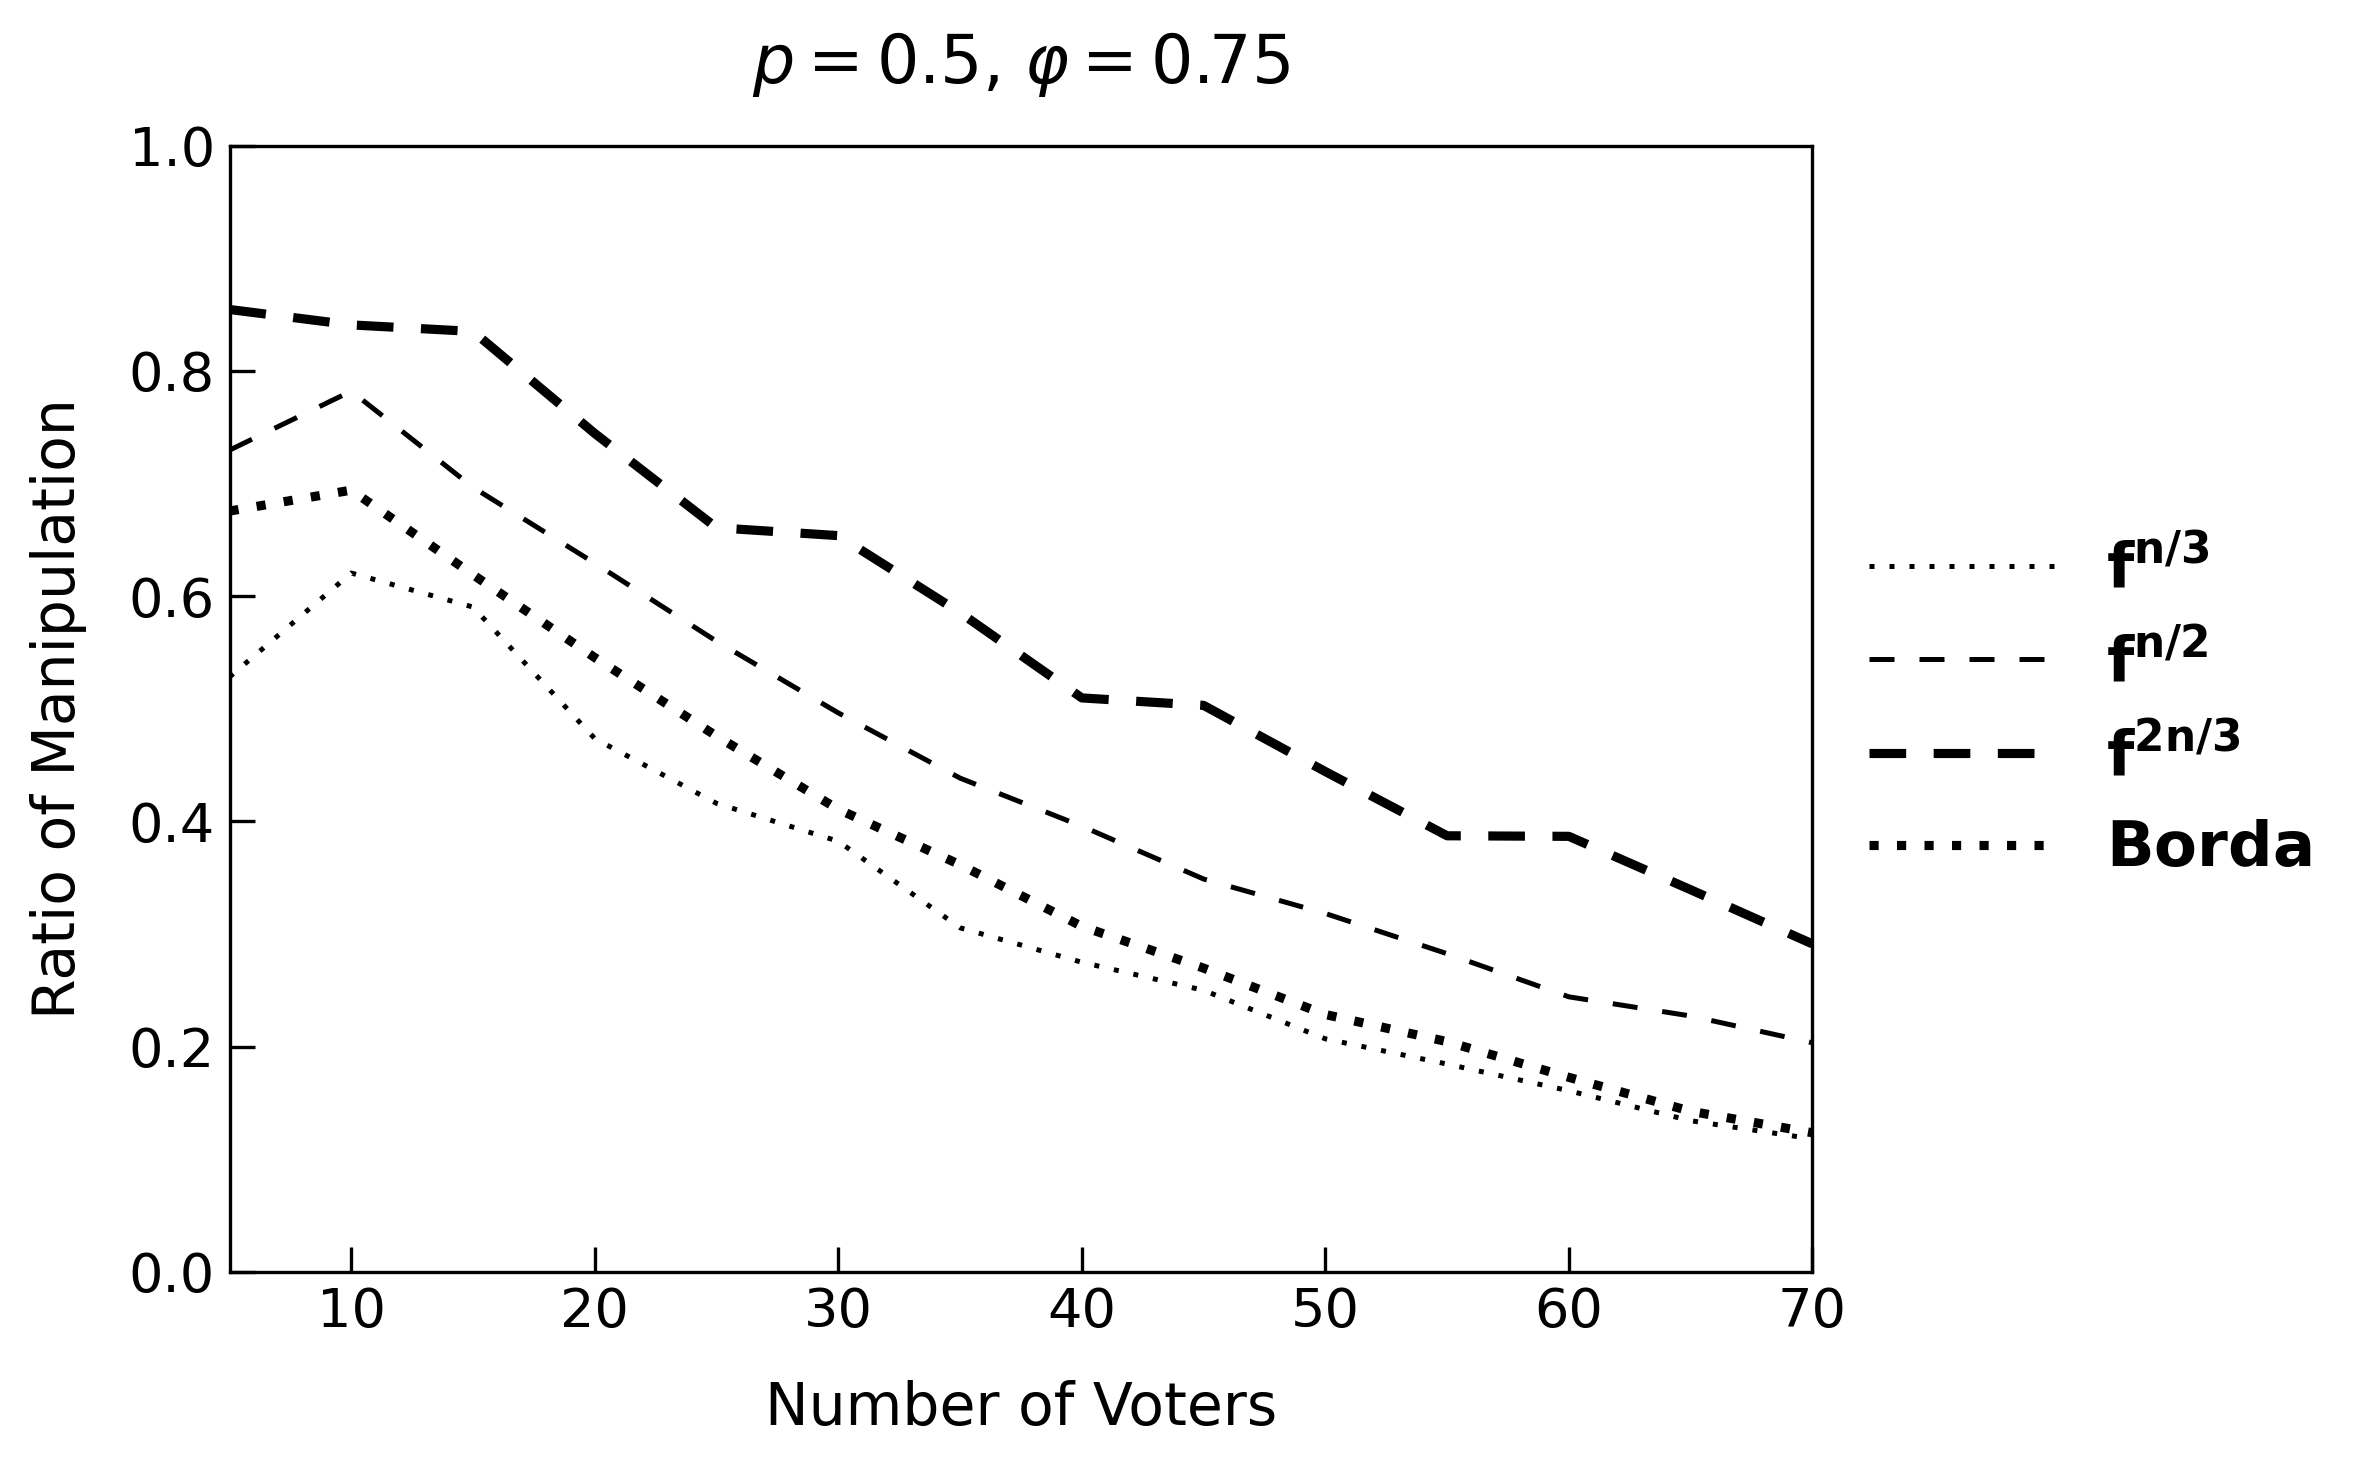 p = 0.5, φ = 0.75
Ratio of Manipulation
1.0
0.8
0.6
0.4
0.2
0.0
10 20 30 40 50 60 70
Number of Voters
f^{n/3}
f^{n/2}
f^{2n/3}
Borda